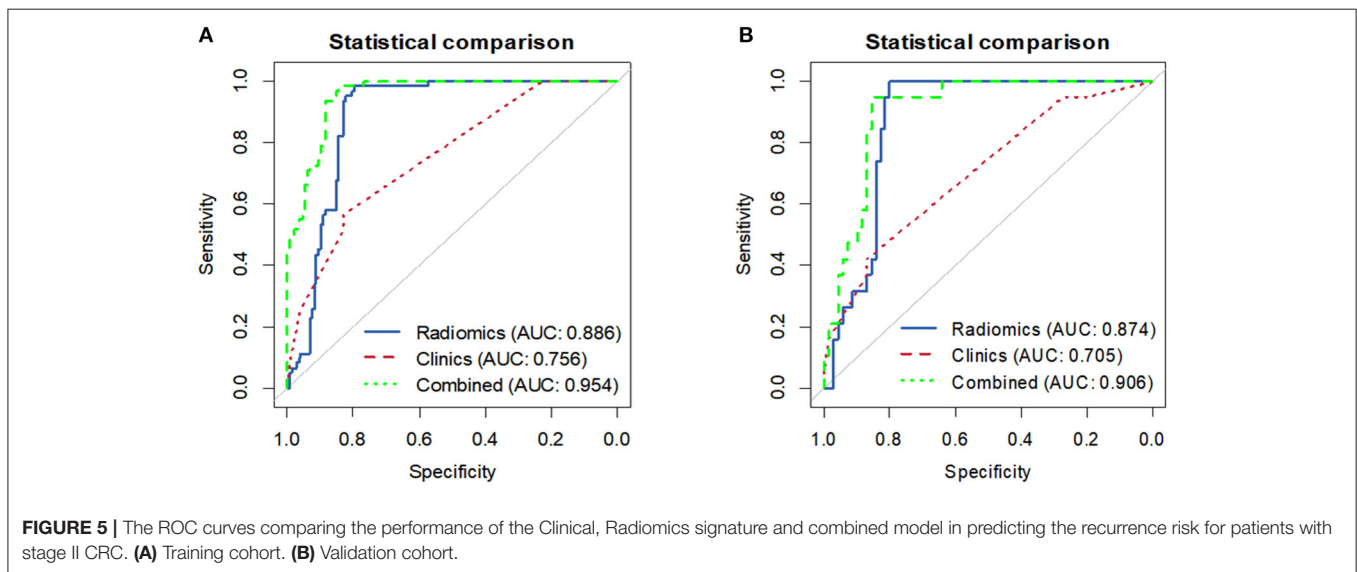 A
Statistical comparison
1.0
0.8
0.6
0.4
0.2
0.0
Sensitivity
Radiomics (AUC: 0.886)
Clinics (AUC: 0.756)
Combined (AUC: 0.954)
1.0 0.8 0.6 0.4 0.2 0.0
Specificity
B
Statistical comparison
1.0
0.8
0.6
0.4
0.2
0.0
Sensitivity
Radiomics (AUC: 0.874)
Clinics (AUC: 0.705)
Combined (AUC: 0.906)
1.0 0.8 0.6 0.4 0.2 0.0
Specificity
FIGURE 5 | The ROC curves comparing the performance of the Clinical, Radiomics signature and combined model in predicting the recurrence risk for patients with
stage II CRC. (A) Training cohort. (B) Validation cohort.